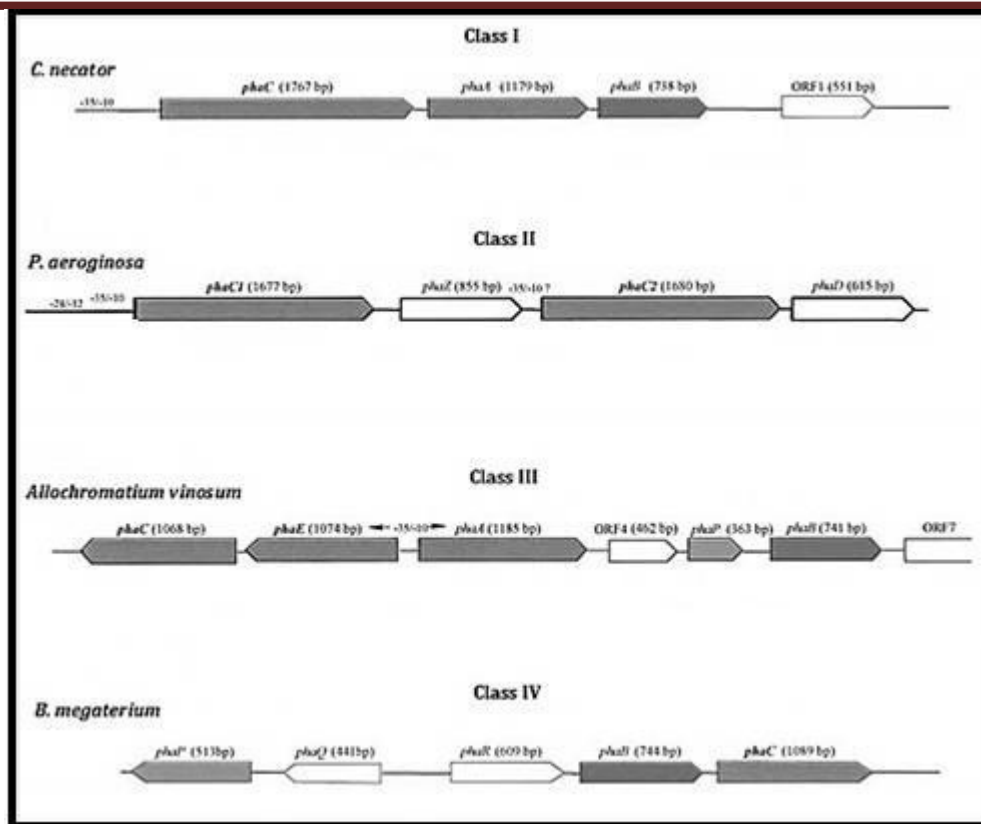 Class I
C. necator
-35/-10 phaC (1767 bp) phaA (1179 bp) phaB (738 bp) ORF1 (551 bp)
Class II
P. aeroginosa
-26/-12 -35/-10 phaC1 (1677 bp) phaZ (855 bp) -35/-10 ? phaC2 (1680 bp) phaD (615 bp)
Class III
Allochromatium vinosum
phaC (1068 bp) phaE (1074 bp) -35/-10 phaA (1185 bp) ORF4 (462 bp) phaP (363 bp) phaB (741 bp) ORF7
Class IV
B. megaterium
phaP (513bp) phaQ (441bp) phaR (609 bp) phaB (744 bp) phaC (1089 bp)